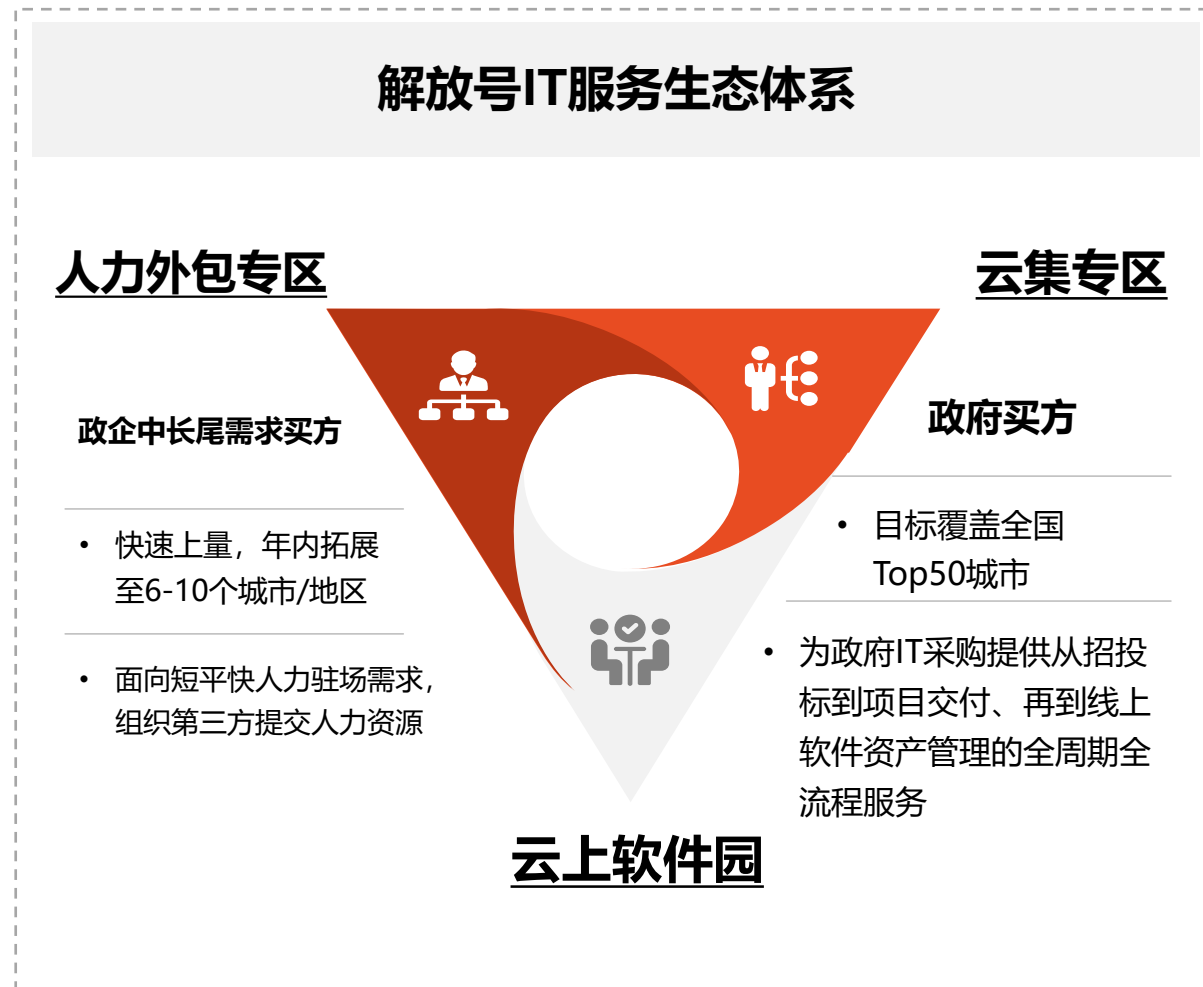 解放号IT服务生态体系
人力外包专区
政企中长尾需求买方
• 快速上量，年内拓展
至6-10个城市/地区
• 面向短平快人力驻场需求，
组织第三方提交人力资源
云集专区
政府买方
• 目标覆盖全国
Top50城市
• 为政府IT采购提供从招投
标到项目交付、再到线上
软件资产管理的全周期全
流程服务
云上软件园